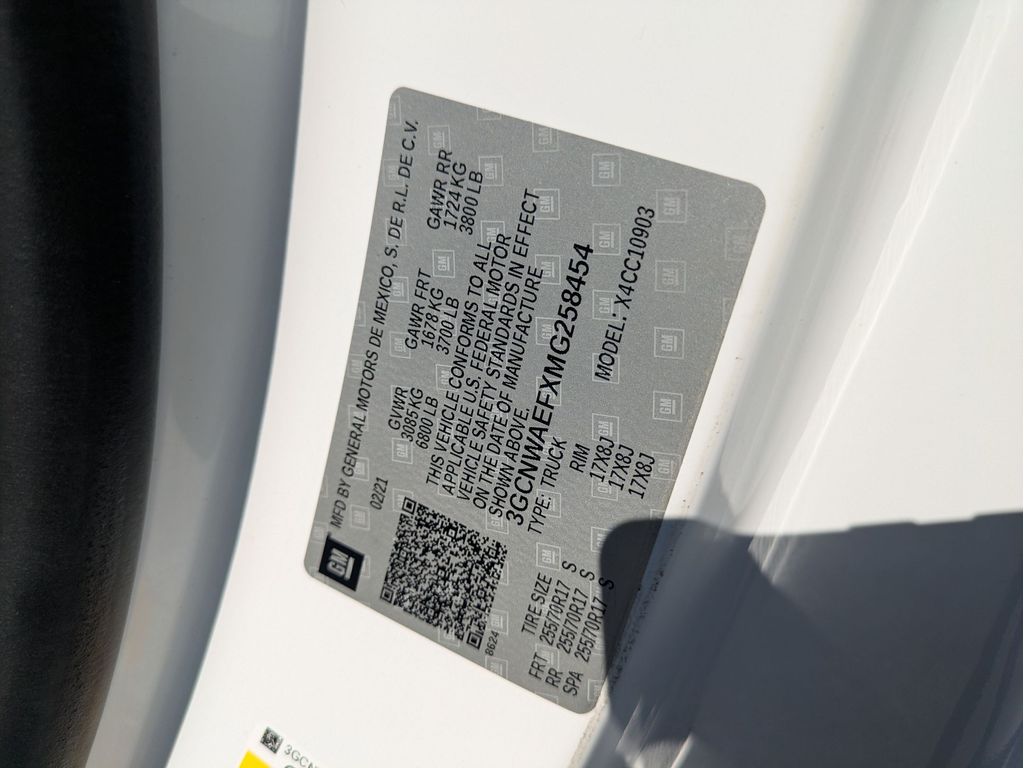 GM
MFD BY GENERAL MOTORS DE MEXICO, S. DE R.L. DE C.V.
02/21
GVWR GAWR FRT GAWR RR
3085KG 1678 KG 1724 KG
6800 LB 3700 LB 3800 LB
THIS VEHICLE CONFORMS TO ALL
APPLICABLE U.S. FEDERAL MOTOR
VEHICLE SAFETY STANDARDS IN EFFECT
ON THE DATE OF MANUFACTURE
SHOWN ABOVE.
3GCNWAEFXMG258454
TYPE: TRUCK MODEL: X4CC10903
8624
TIRE SIZE RIM
FRT 255/70R17 S 17X8J
RR 255/70R17 S 17X8J
SPA 255/70R17 S 17X8J